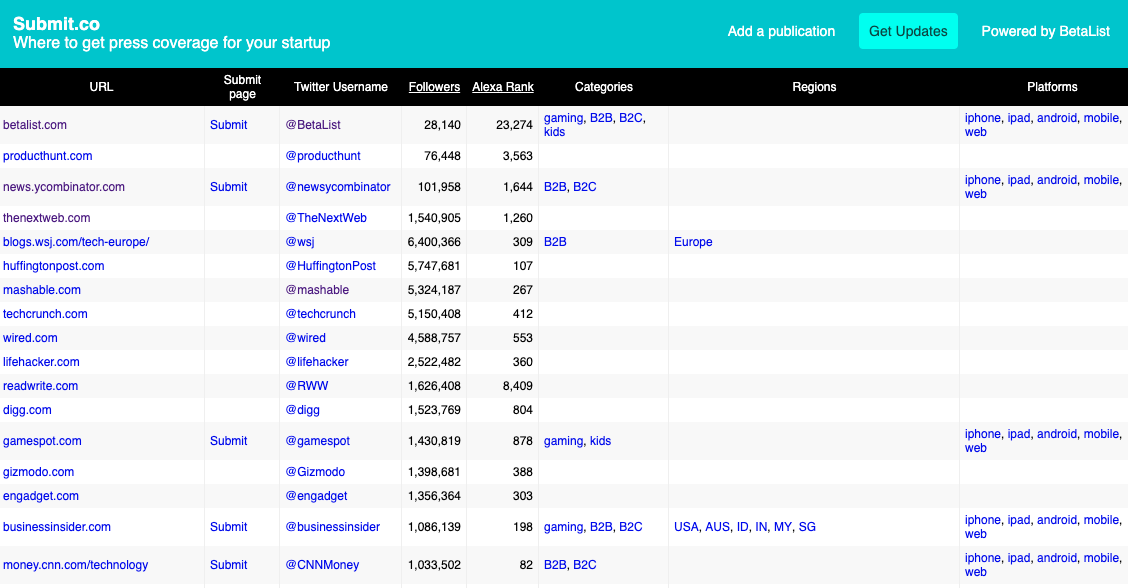 Submit.co
Where to get press coverage for your startup
Add a publication Get Updates Powered by BetaList
URL Submit page Twitter Username Followers Alexa Rank Categories Regions Platforms
betalist.com Submit @BetaList 28,140 23,274 gaming, B2B, B2C, kids iphone, ipad, android, mobile, web
producthunt.com @producthunt 76,448 3,563
news.ycombinator.com Submit @newsycombinator 101,958 1,644 B2B, B2C iphone, ipad, android, mobile, web
thenextweb.com @TheNextWeb 1,540,905 1,260
blogs.wsj.com/tech-europe/ @wsj 6,400,366 309 B2B Europe
huffingtonpost.com @HuffingtonPost 5,747,681 107
mashable.com @mashable 5,324,187 267
techcrunch.com @techcrunch 5,150,408 412
wired.com @wired 4,588,757 553
lifehacker.com @lifehacker 2,522,482 360
readwrite.com @RWW 1,626,408 8,409
digg.com @digg 1,523,769 804
gamespot.com Submit @gamespot 1,430,819 878 gaming, kids iphone, ipad, android, mobile, web
gizmodo.com @Gizmodo 1,398,681 388
engadget.com @engadget 1,356,364 303
businessinsider.com Submit @businessinsider 1,086,139 198 gaming, B2B, B2C USA, AUS, ID, IN, MY, SG iphone, ipad, android, mobile, web
money.cnn.com/technology Submit @CNNMoney 1,033,502 82 B2B, B2C iphone, ipad, android, mobile, web